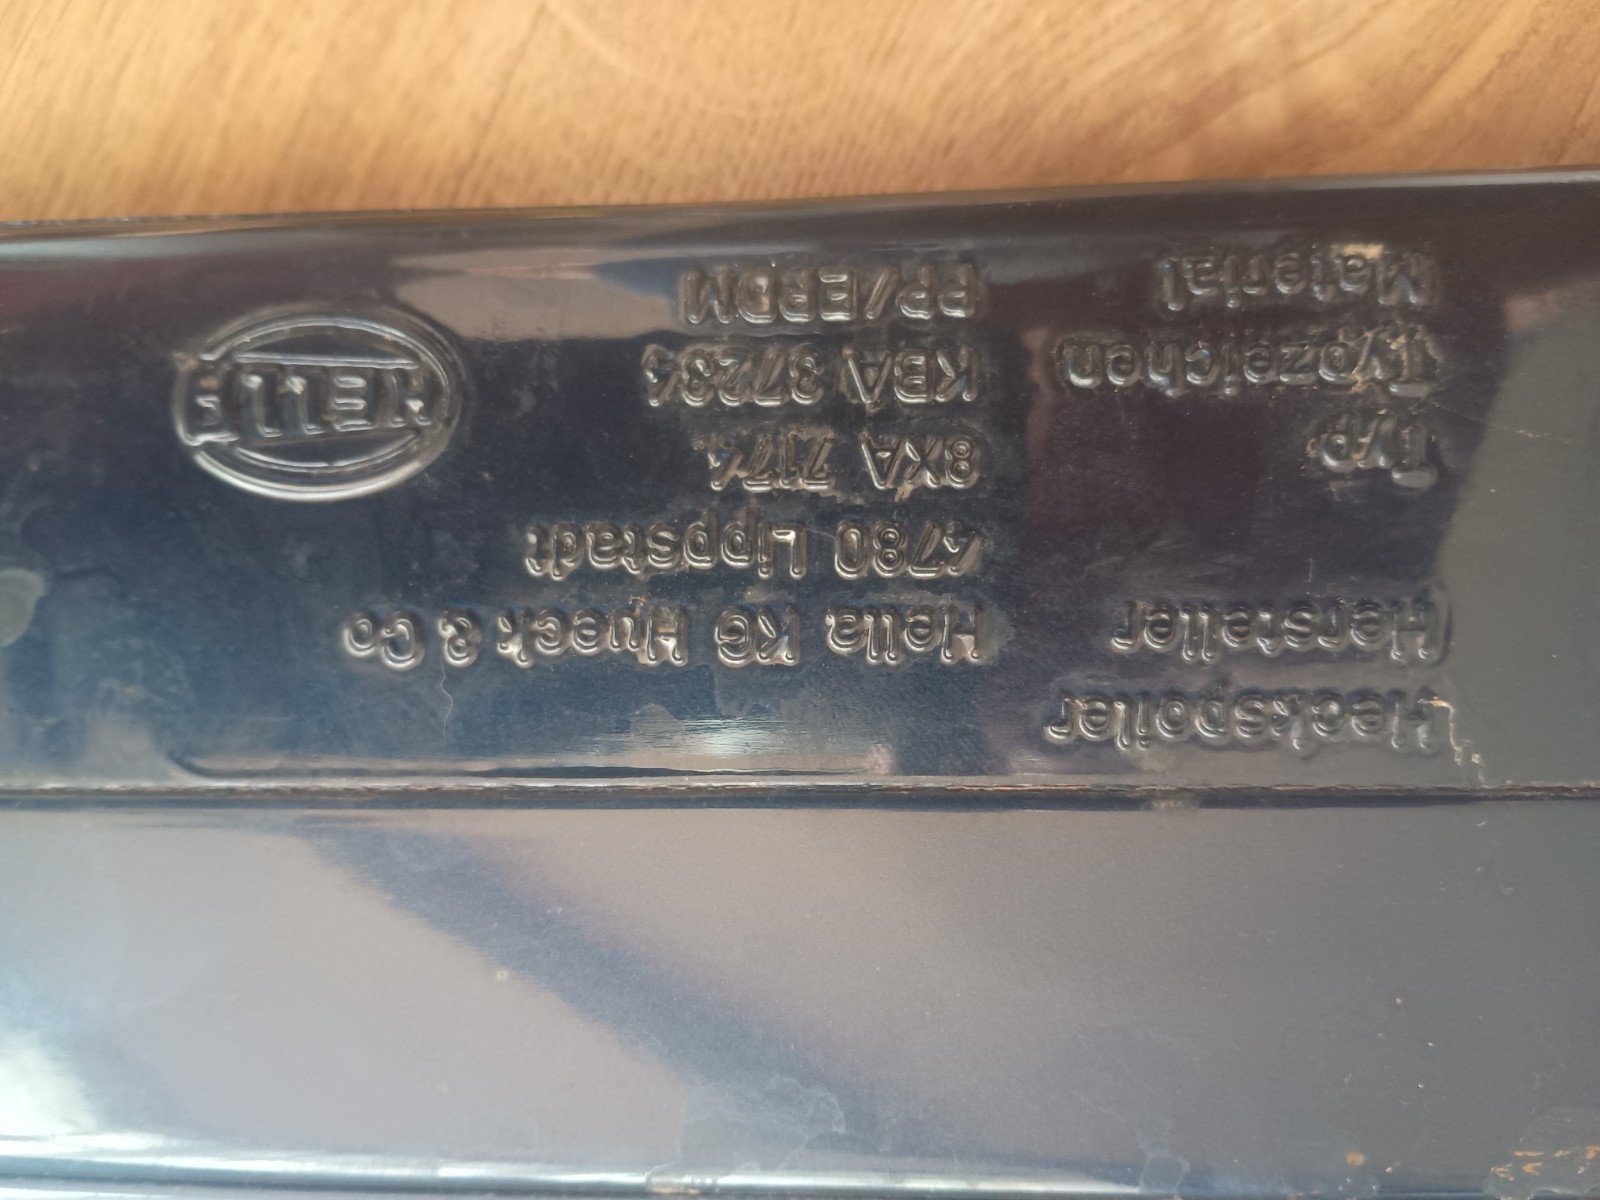 Heckspoiler
Hersteller Hella KG Hueck & Co
4780 Lippstadt
Typ 8XA 7174
Typzeichen KBA 37234
Material PP/EPDM
HELLA